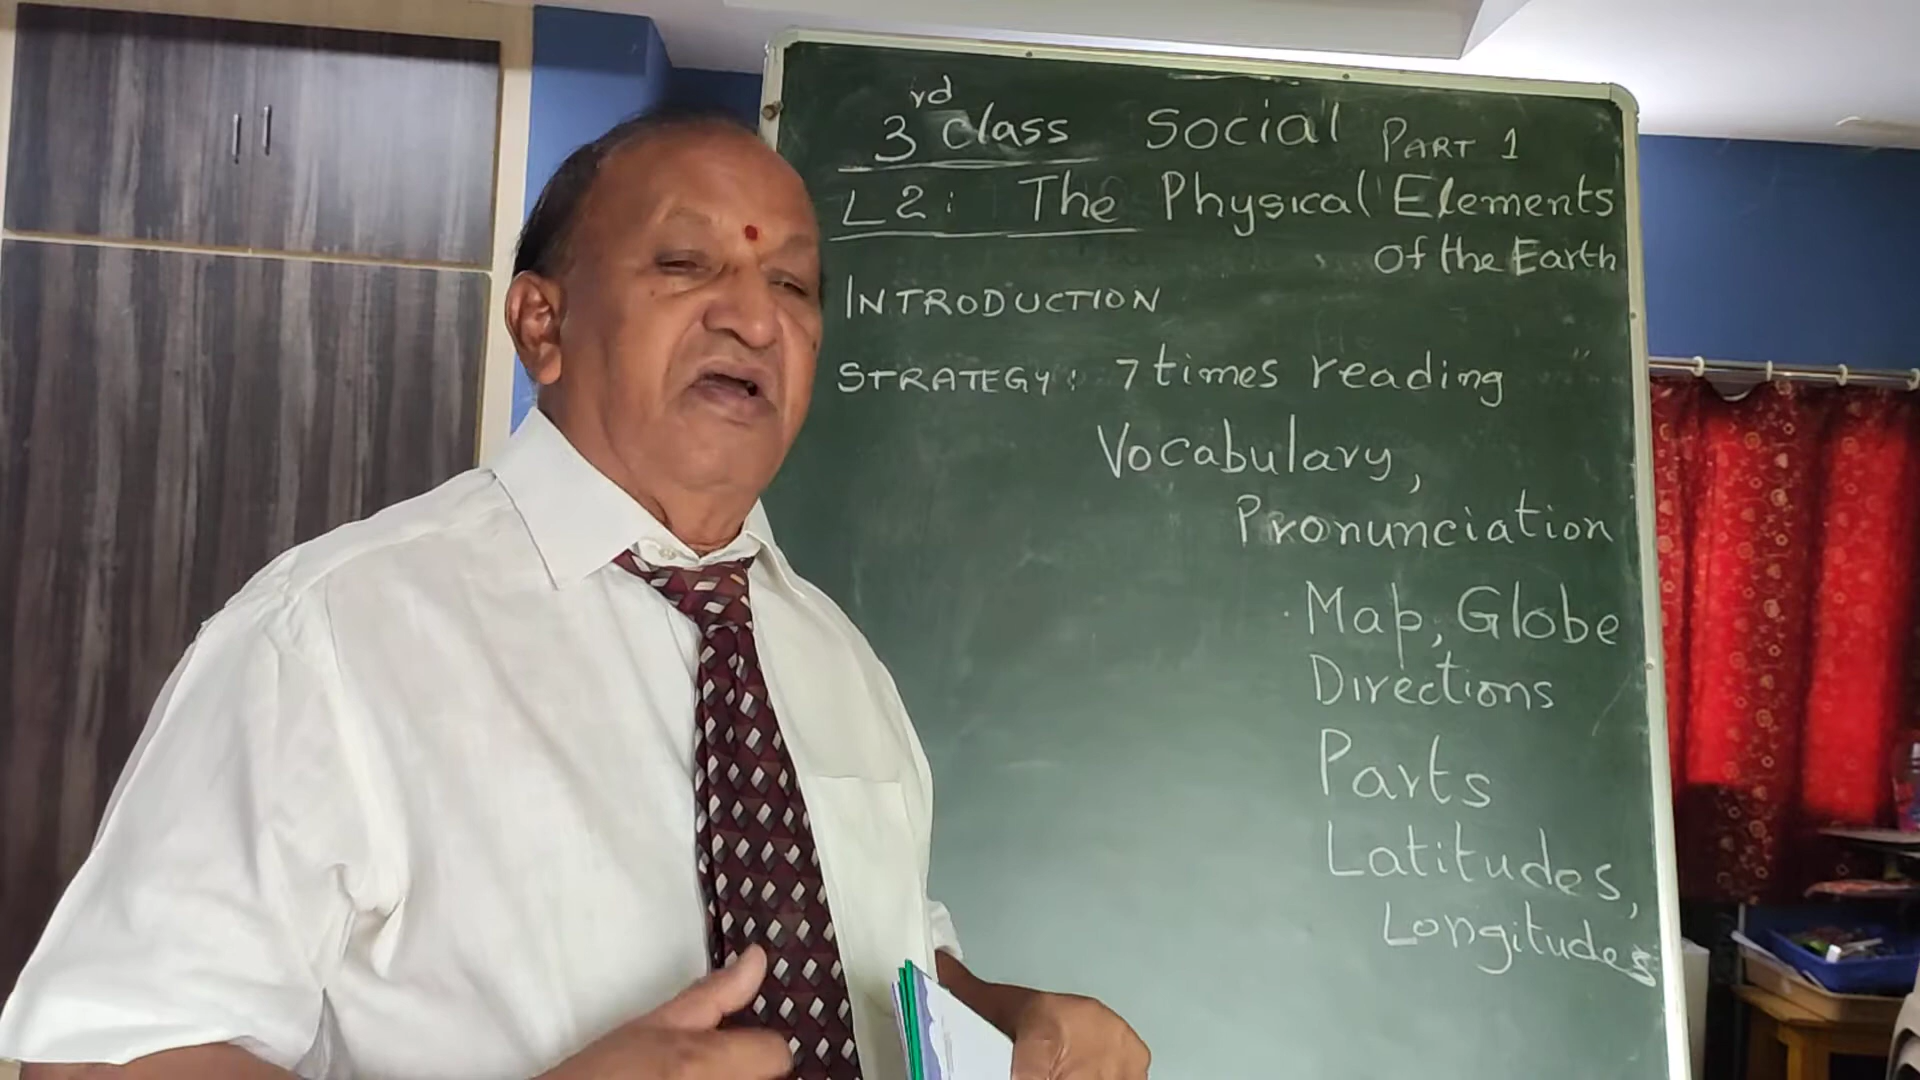 3rd Class Social PART 1
L2: The Physical Elements
of the Earth
INTRODUCTION
STRATEGY: 7 times reading
Vocabulary,
Pronunciation
Map, Globe
Directions
Parts
Latitudes,
Longitudes